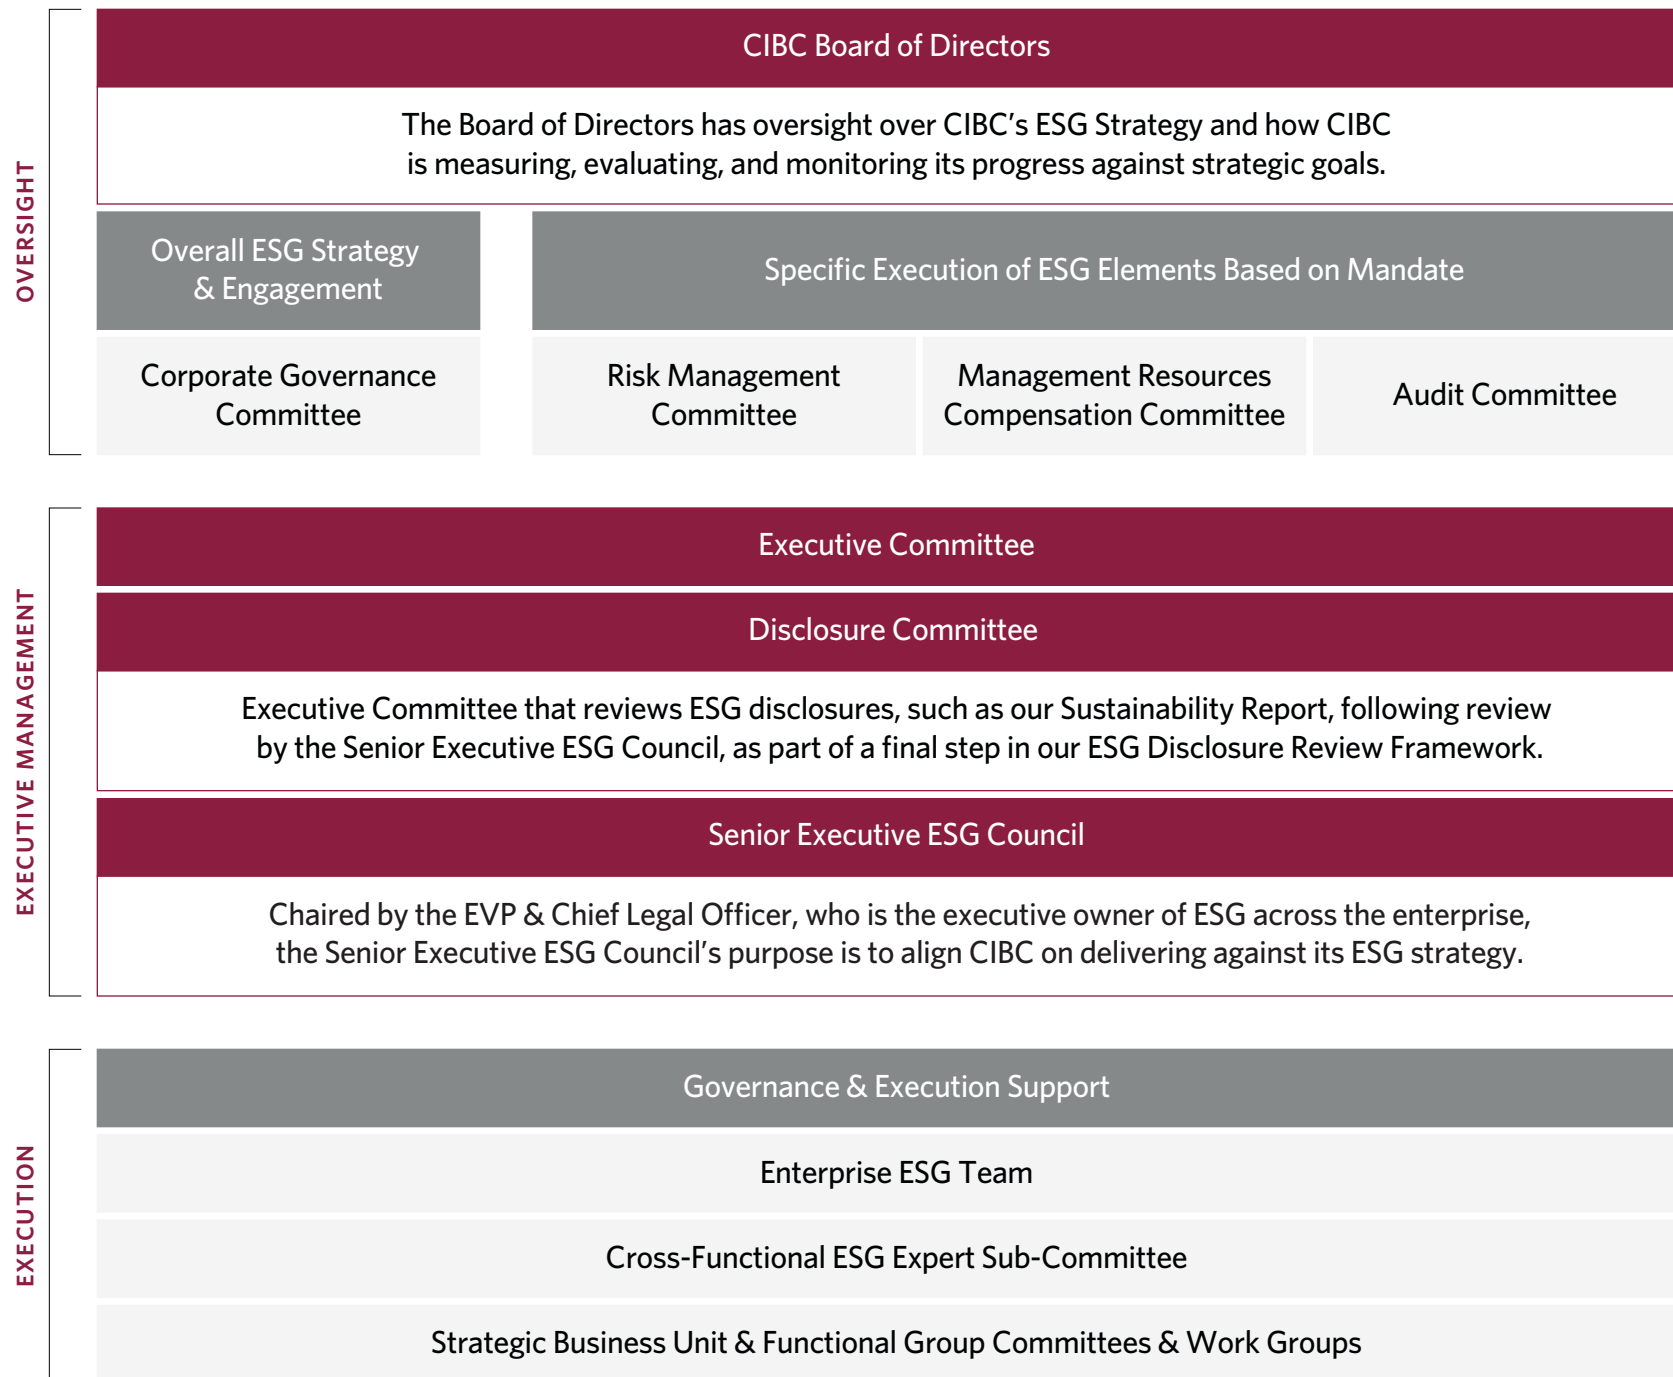 OVERSIGHT
CIBC Board of Directors
The Board of Directors has oversight over CIBC's ESG Strategy and how CIBC
is measuring, evaluating, and monitoring its progress against strategic goals.
Overall ESG Strategy
& Engagement
Specific Execution of ESG Elements Based on Mandate
Corporate Governance
Committee
Risk Management
Committee
Management Resources
Compensation Committee
Audit Committee
EXECUTIVE MANAGEMENT
Executive Committee
Disclosure Committee
Executive Committee that reviews ESG disclosures, such as our Sustainability Report, following review
by the Senior Executive ESG Council, as part of a final step in our ESG Disclosure Review Framework.
Senior Executive ESG Council
Chaired by the EVP & Chief Legal Officer, who is the executive owner of ESG across the enterprise,
the Senior Executive ESG Council's purpose is to align CIBC on delivering against its ESG strategy.
EXECUTION
Governance & Execution Support
Enterprise ESG Team
Cross-Functional ESG Expert Sub-Committee
Strategic Business Unit & Functional Group Committees & Work Groups